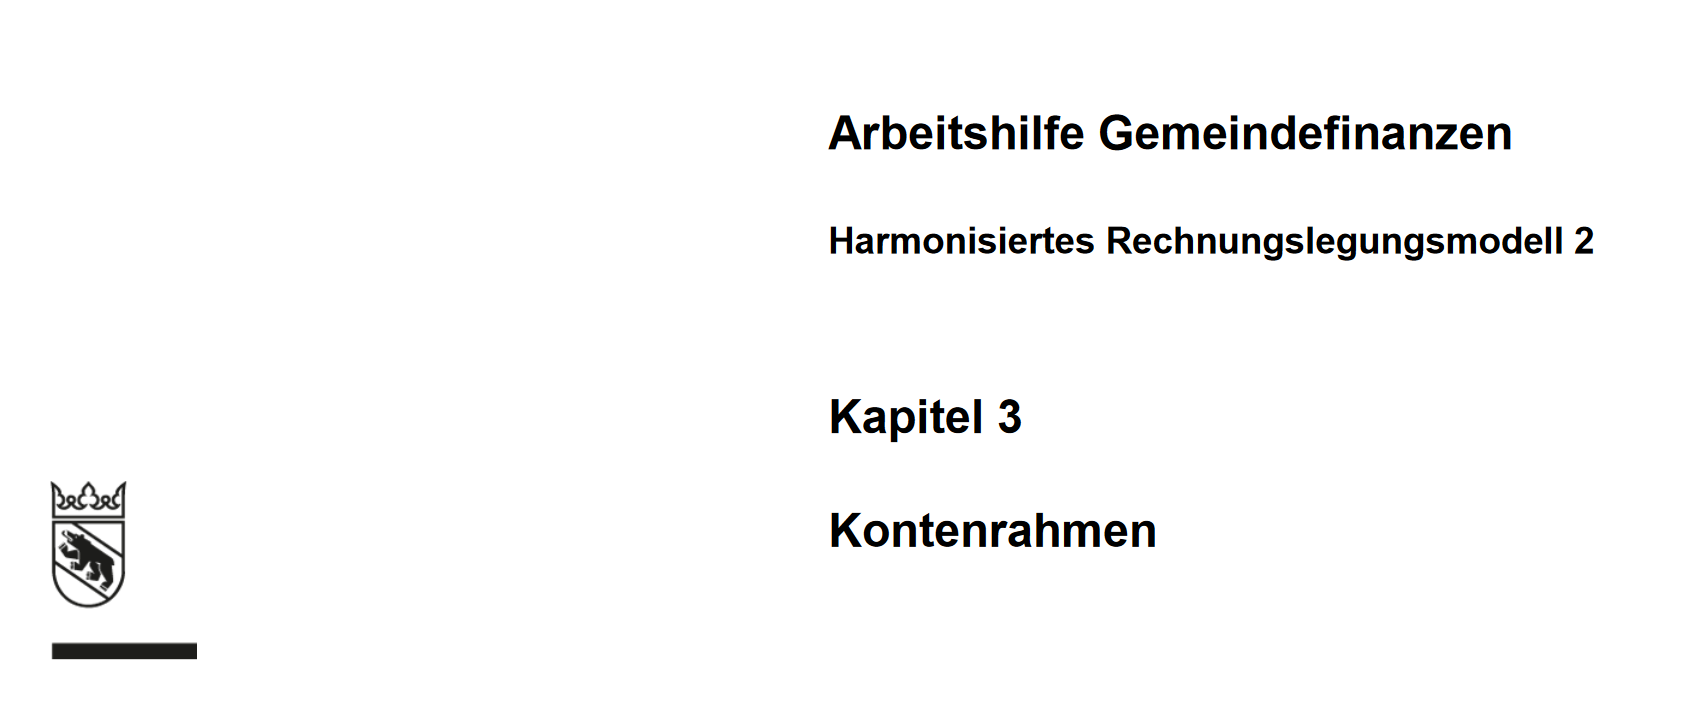 Arbeitshilfe Gemeindefinanzen
Harmonisiertes Rechnungslegungsmodell 2
Kapitel 3
Kontenrahmen